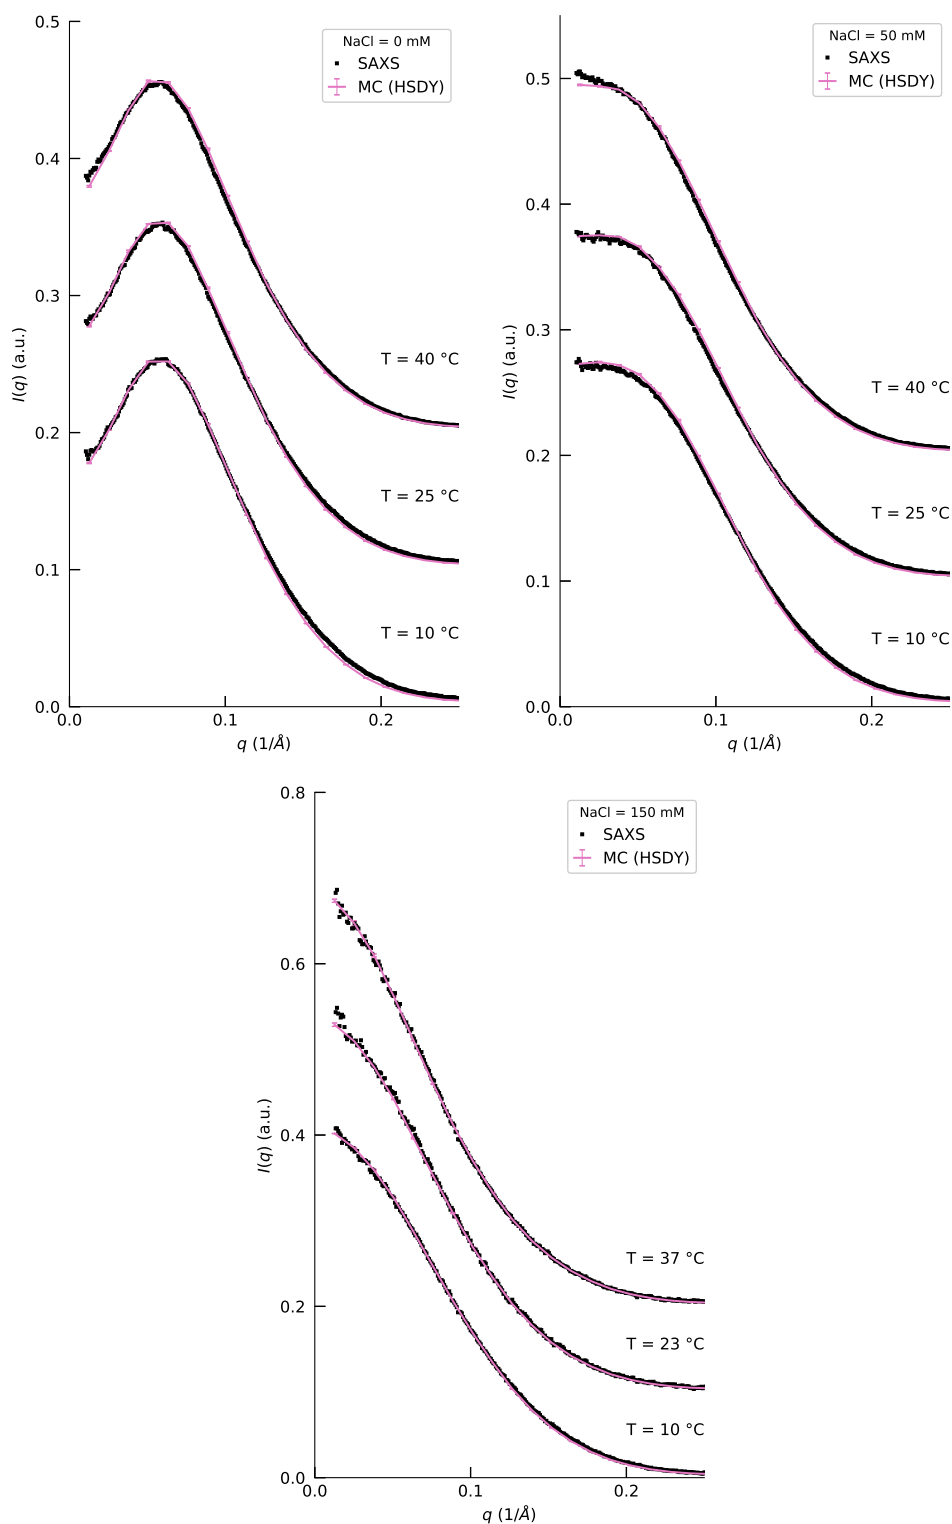 0.5
0.4
0.3
0.2
0.1
0.0
I(q) (a.u.)
NaCl = 0 mM
SAXS
MC (HSDY)
T = 40 °C
T = 25 °C
T = 10 °C
0.0 0.1 0.2
q (1/Å)
0.5
0.4
0.3
0.2
0.1
0.0
I(q) (a.u.)
NaCl = 50 mM
SAXS
MC (HSDY)
T = 40 °C
T = 25 °C
T = 10 °C
0.0 0.1 0.2
q (1/Å)
0.8
0.6
0.4
0.2
0.0
I(q) (a.u.)
NaCl = 150 mM
SAXS
MC (HSDY)
T = 37 °C
T = 23 °C
T = 10 °C
0.0 0.1 0.2
q (1/Å)